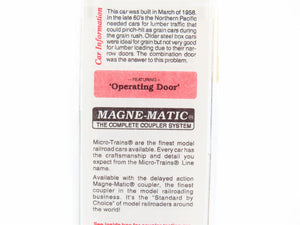 Car Information
This car was built in March of 1958.
In the late 60's the Northern Pacific
needed cars for lumber traffic that
could pinch-hit as grain cars during
the grain rush. Older steel box cars
were ideal for grain but not very good
for lumber loading due to their nar-
row doors. The combination door
was the answer to this problem.
— FEATURING —
'Operating Door'
MAGNE-MATIC®
THE COMPLETE COUPLER SYSTEM
Micro-Trains® are the finest model
railroad cars available. Every car has
the craftsmanship and detail you
expect from the Micro-Trains® Line
name.
Available with the delayed action
Magne-Matic® coupler, the finest
coupler in the model railroading
business. It's the "Standard by
Choice" of model railroaders around
the world!